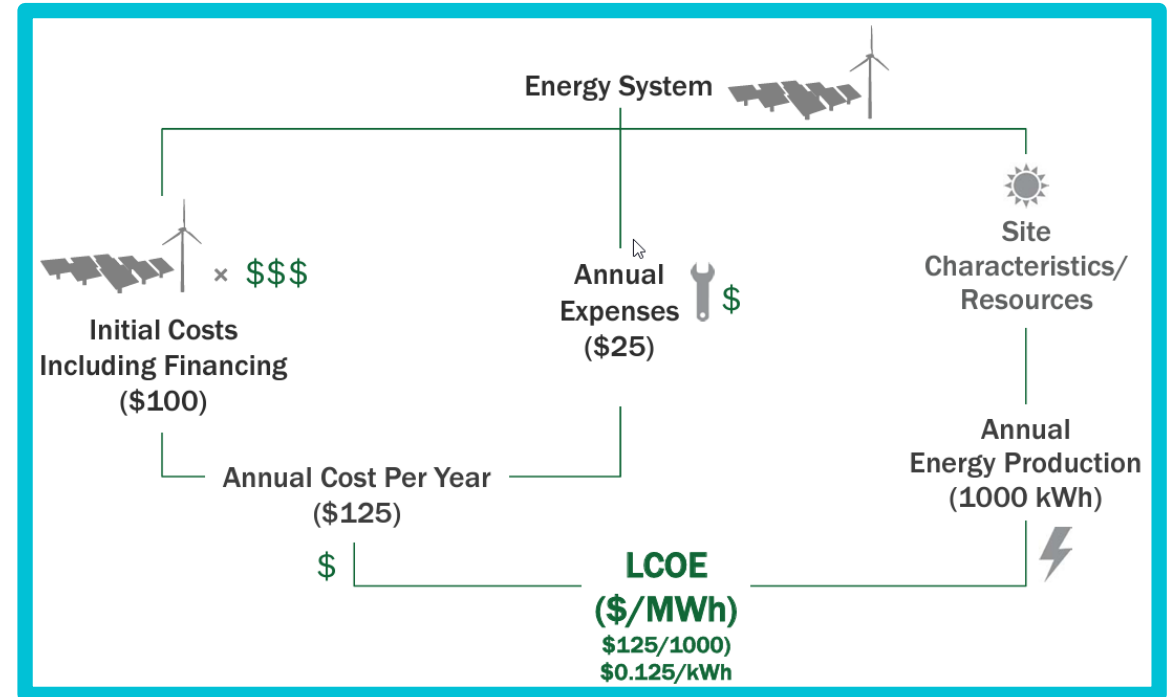 Energy System
× $$$
Initial Costs
Including Financing
($100)
Annual
Expenses
($25)
$
Site
Characteristics/
Resources
Annual Cost Per Year
($125)
$
Annual
Energy Production
(1000 kWh)
LCOE
($/MWh)
$125/1000)
$0.125/kWh